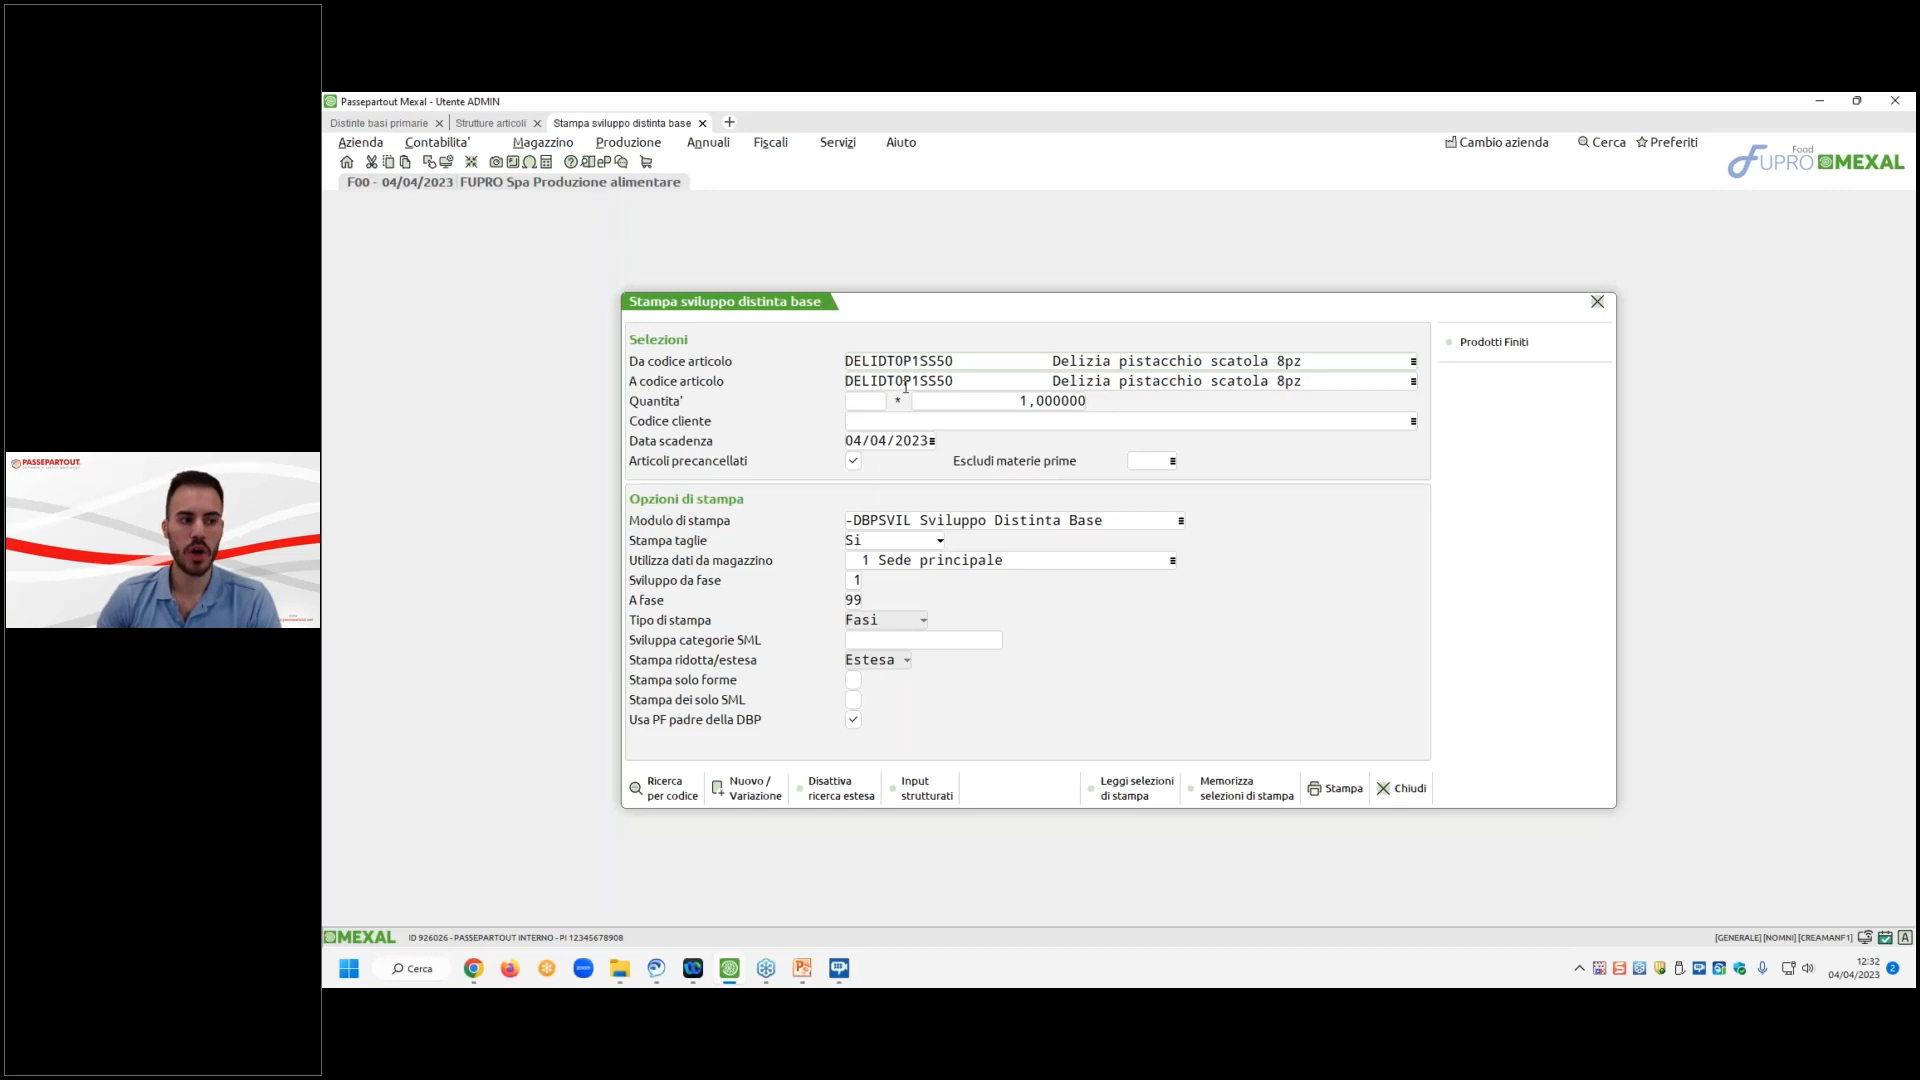 PASSEPARTOUT
Passepartout Mexal - Utente ADMIN
Distinte basi primarie
Strutture articoli
Stampa sviluppo distinta base
Azienda Contabilita' Magazzino Produzione Annuali Fiscali Servizi Aiuto
Cambio azienda Cerca Preferiti
Food
FUPRO MEXAL
F00 - 04/04/2023 FUPRO Spa Produzione alimentare
Stampa sviluppo distinta base
Selezioni
Prodotti Finiti
Da codice articolo DELIDT0P1SS50 Delizia pistacchio scatola 8pz
A codice articolo DELIDT0P1SS50 Delizia pistacchio scatola 8pz
Quantita' * 1,000000
Codice cliente
Data scadenza 04/04/2023
Articoli precancellati Escludi materie prime
Opzioni di stampa
Modulo di stampa -DBPSVIL Sviluppo Distinta Base
Stampa taglie Si
Utilizza dati da magazzino 1 Sede principale
Sviluppo da fase 1
A fase 99
Tipo di stampa Fasi
Sviluppa categorie SML
Stampa ridotta/estesa Estesa
Stampa solo forme
Stampa dei solo SML
Usa PF padre della DBP
Ricerca per codice
Nuovo / Variazione
Disattiva ricerca estesa
Input strutturati
Leggi selezioni di stampa
Memorizza selezioni di stampa
Stampa
Chiudi
MEXAL ID 926026 - PASSEPARTOUT INTERNO - PI 12345678908
[GENERALE] [NOMNI] [CREAMANF1]
Cerca
zoom
12:32
04/04/2023
2